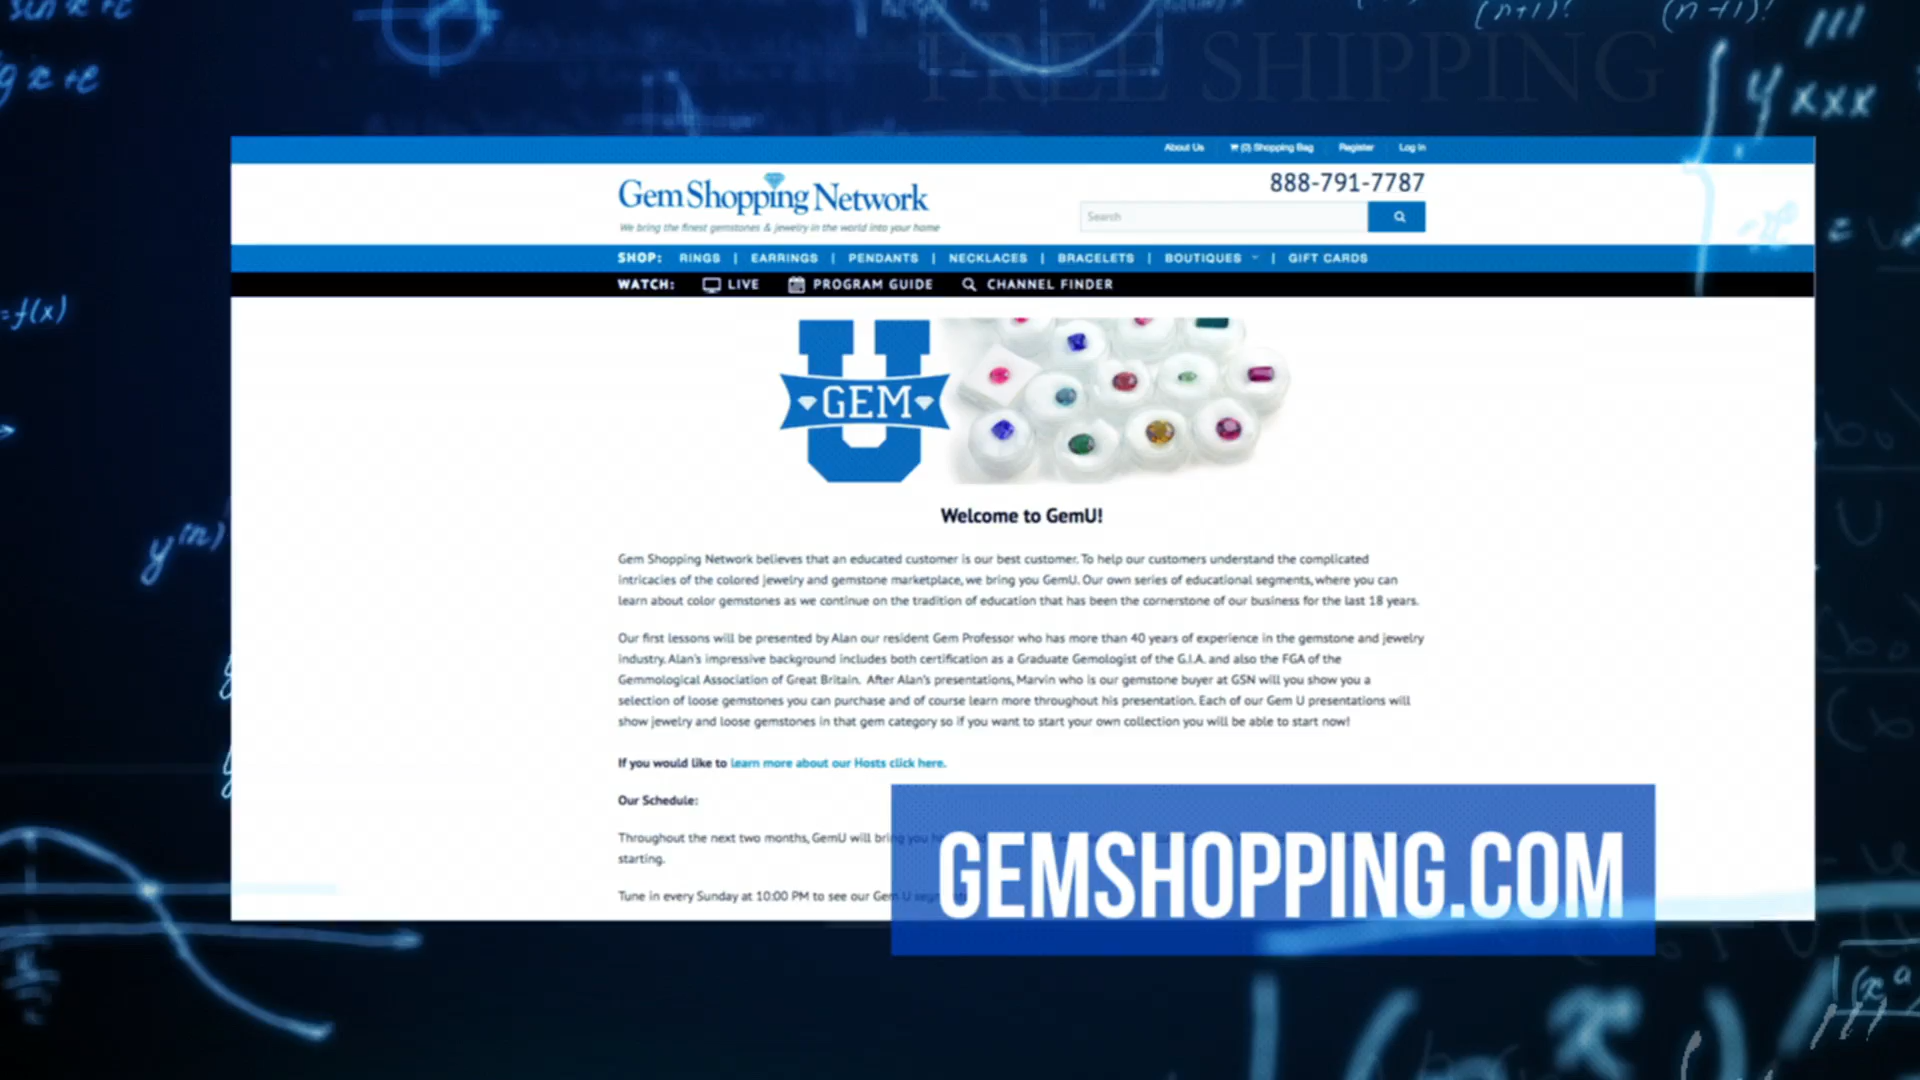 FREE SHIPPING
About Us (0) Shopping Bag Register Log In
Gem Shopping Network
888-791-7787
We bring the finest gemstones & jewelry in the world into your home
Search
SHOP: RINGS | EARRINGS | PENDANTS | NECKLACES | BRACELETS | BOUTIQUES | GIFT CARDS
WATCH: LIVE PROGRAM GUIDE CHANNEL FINDER
U
GEM
Welcome to GemU!
Gem Shopping Network believes that an educated customer is our best customer. To help our customers understand the complicated
intricacies of the colored jewelry and gemstone marketplace, we bring you GemU. Our own series of educational segments, where you can
learn about color gemstones as we continue on the tradition of education that has been the cornerstone of our business for the last 18 years.
Our first lessons will be presented by Alan our resident Gem Professor who has more than 40 years of experience in the gemstone and jewelry
industry. Alan's impressive background includes both certification as a Graduate Gemologist of the G.I.A. and also the FGA of the
Gemmological Association of Great Britain. After Alan's presentations, Marvin who is our gemstone buyer at GSN will you show you a
selection of loose gemstones you can purchase and of course learn more throughout his presentation. Each of our Gem U presentations will
show jewelry and loose gemstones in that gem category so if you want to start your own collection you will be able to start now!
If you would like to learn more about our Hosts click here.
Our Schedule:
Throughout the next two months, GemU will bring you
starting.
Tune in every Sunday at 10:00 PM to see our Gem U
GEMSHOPPING.COM
=f(x)
y(n)
(n+1)!
y xxx